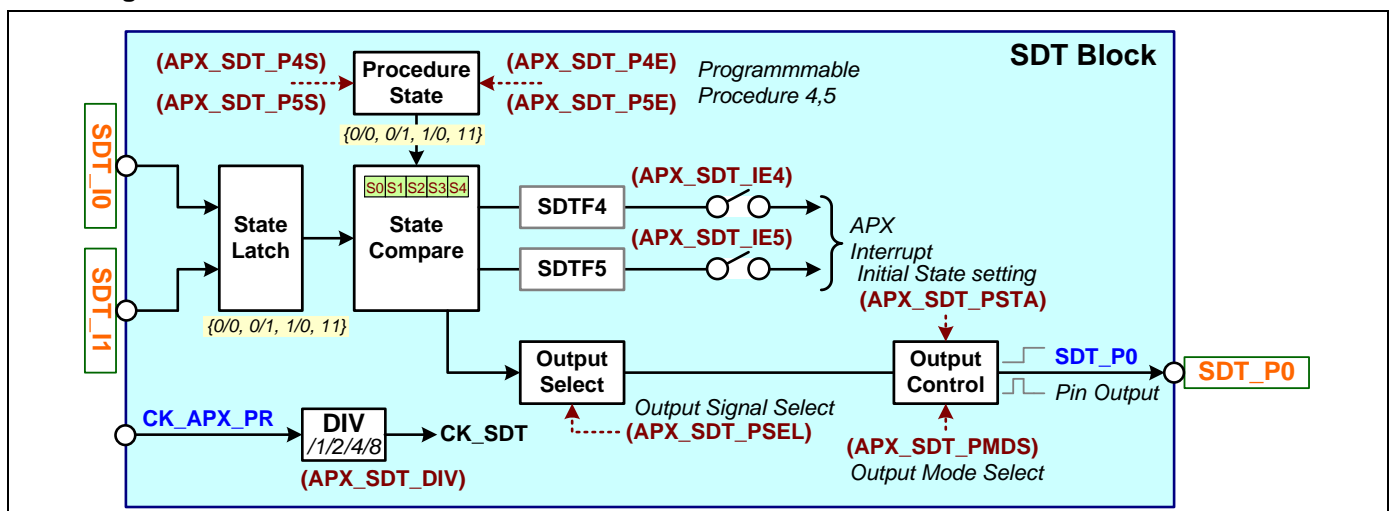 SDT Block
(APX_SDT_P4S)
(APX_SDT_P5S)
Procedure
State
(APX_SDT_P4E)
(APX_SDT_P5E)
Programmmable
Procedure 4,5
{0/0, 0/1, 1/0, 11}
SDT_I0
SDT_I1
State
Latch
{0/0, 0/1, 1/0, 11}
S0 S1 S2 S3 S4
State
Compare
SDTF4
(APX_SDT_IE4)
SDTF5
(APX_SDT_IE5)
APX
Interrupt
Initial State setting
(APX_SDT_PSTA)
Output
Select
Output Signal Select
(APX_SDT_PSEL)
Output
Control
SDT_P0
Pin Output
SDT_P0
(APX_SDT_PMDS)
Output Mode Select
CK_APX_PR
DIV
/1/2/4/8
CK_SDT
(APX_SDT_DIV)